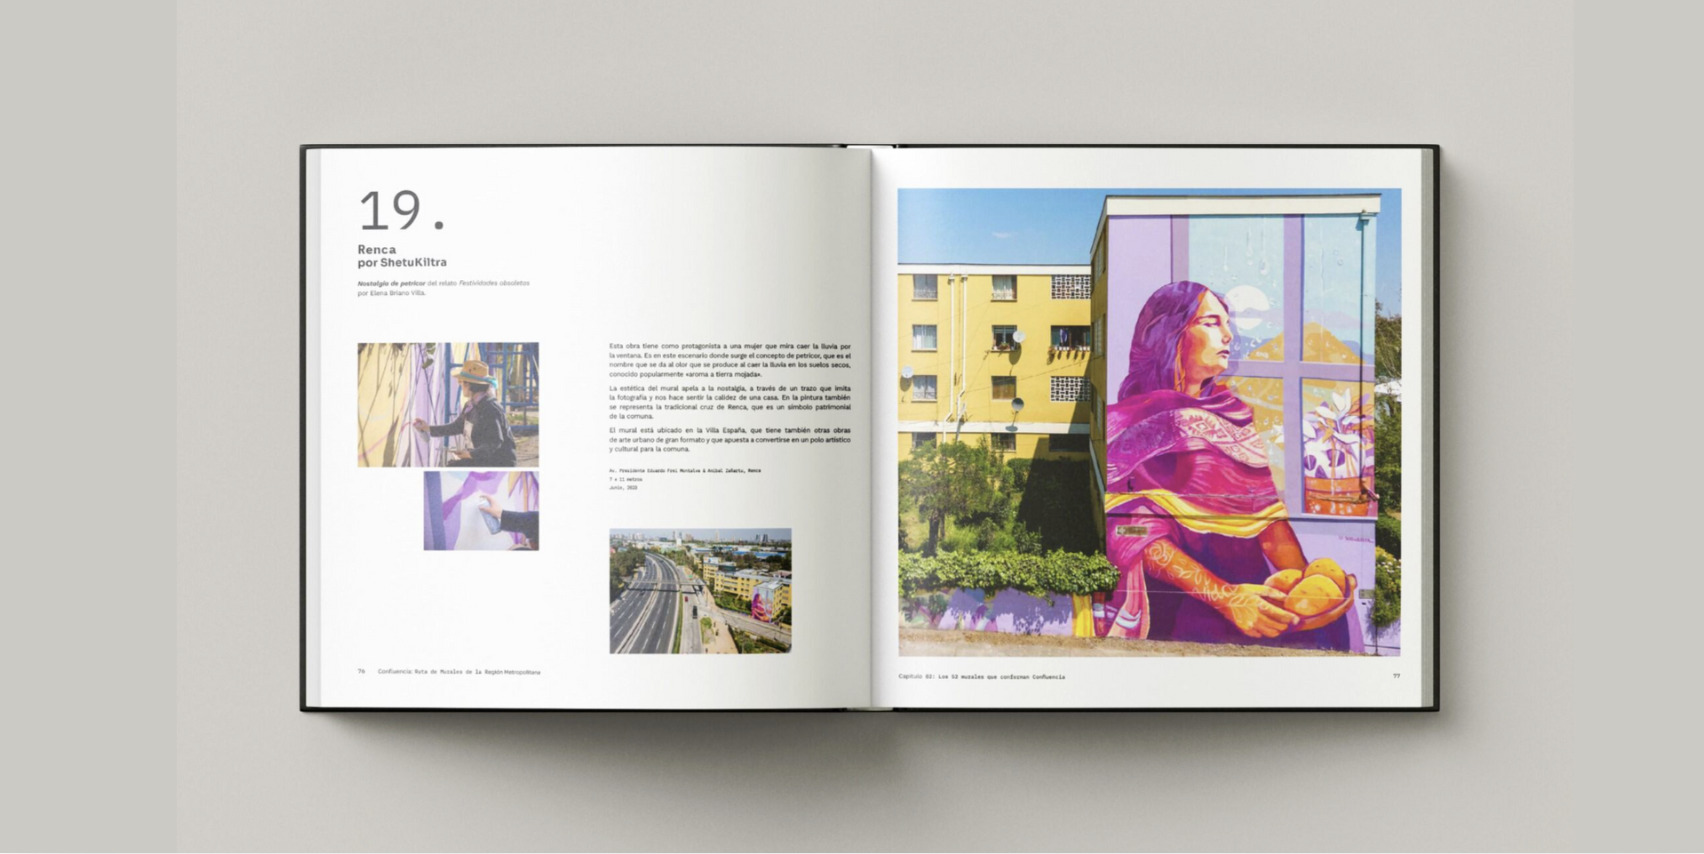 19.
Renca
por ShetuKiltra
Nostalgia de petricor del relato Festividades obsoletas
por Elena Briano Villa.
Esta obra tiene como protagonista a una mujer que mira caer la lluvia por
la ventana. Es en este escenario donde surge el concepto de petricor, que es el
nombre que se da al olor que se produce al caer la lluvia en los suelos secos,
conocido popularmente «aroma a tierra mojada».
La estética del mural apela a la nostalgia, a través de un trazo que imita
la fotografía y nos hace sentir la calidez de una casa. En la pintura también
se representa la tradicional cruz de Renca, que es un símbolo patrimonial
de la comuna.
El mural está ubicado en la Villa España, que tiene también otras obras
de arte urbano de gran formato y que apuesta a convertirse en un polo artístico
y cultural para la comuna.
Av. Presidente Eduardo Frei Montalva & Aníbal Zañartu, Renca
7 x 11 metros
Junio,
76 Confluencia: Ruta de Murales de la Región Metropolitana
Capítulo 02: Los 53 murales que conforman Confluencia
77